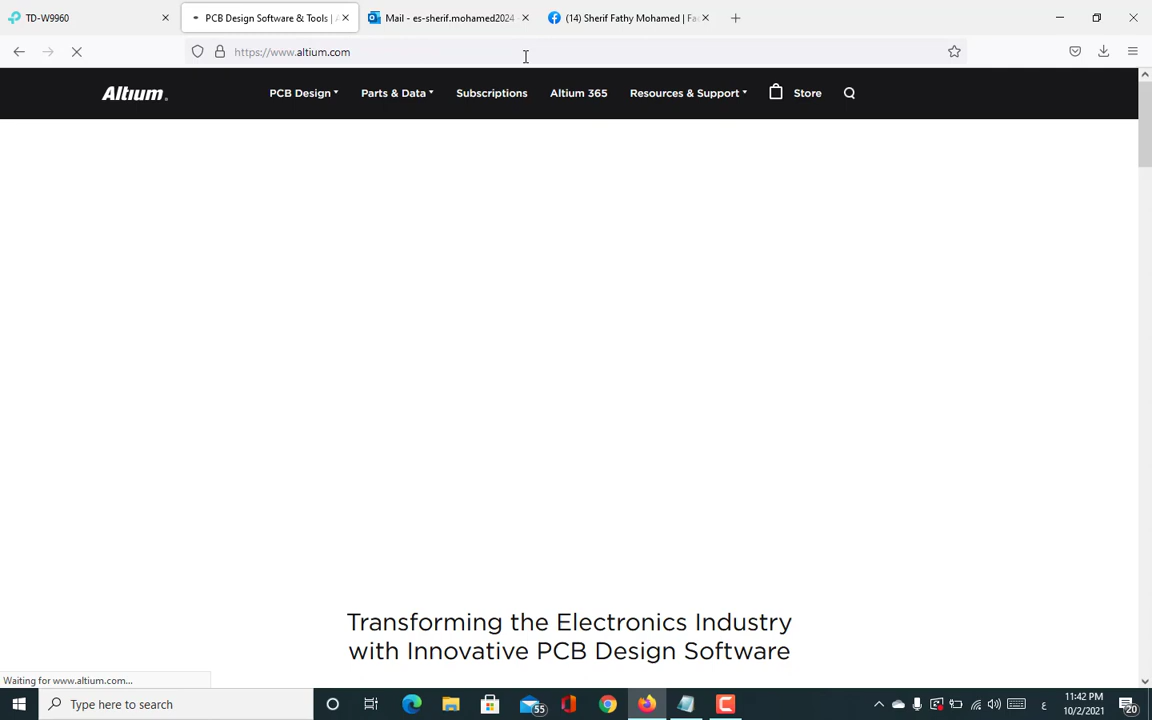 TD-W9960
PCB Design Software & Tools |
Mail - es-sherif.mohamed2024
(14) Sherif Fathy Mohamed | Fac
https://www.altium.com
Altium
PCB Design
Parts & Data
Subscriptions
Altium 365
Resources & Support
Store
Transforming the Electronics Industry
with Innovative PCB Design Software
Waiting for www.altium.com...
Type here to search
55
ع
11:42 PM
10/2/2021
20